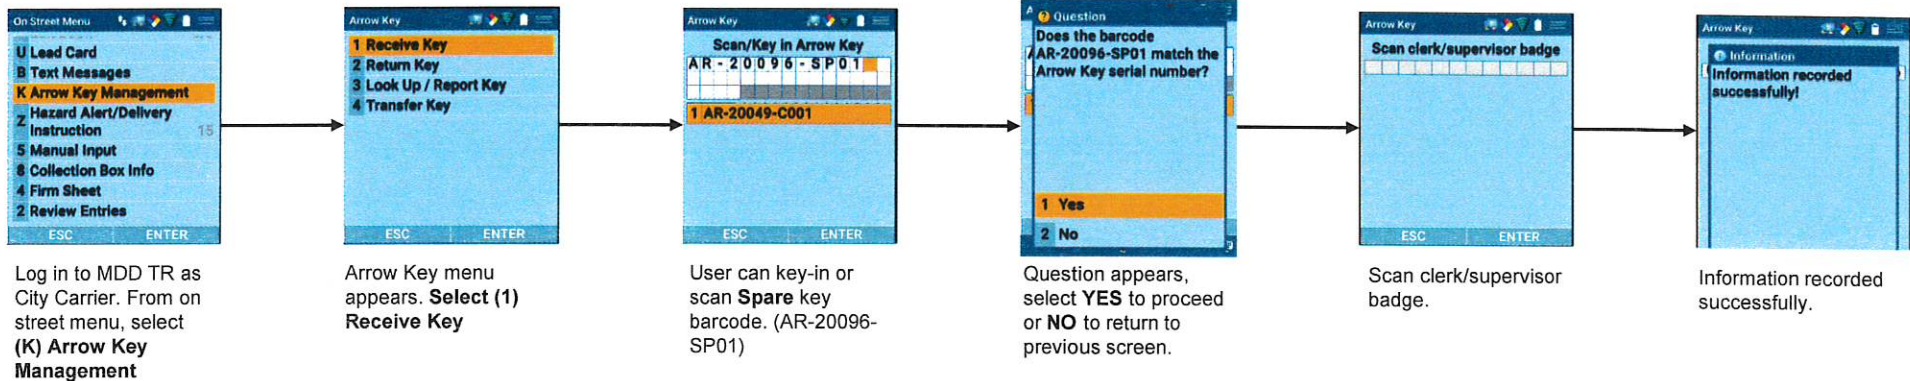 On Street Menu
U Lead Card
B Text Messages
K Arrow Key Management
Z Hazard Alert/Delivery
Instruction 15
5 Manual Input
8 Collection Box Info
4 Firm Sheet
2 Review Entries
ESC ENTER
Log in to MDD TR as
City Carrier. From on
street menu, select
(K) Arrow Key
Management
Arrow Key
1 Receive Key
2 Return Key
3 Look Up / Report Key
4 Transfer Key
ESC ENTER
Arrow Key menu
appears. Select (1)
Receive Key
Arrow Key
Scan/Key in Arrow Key
AR-20096-SP01
1 AR-20049-C001
ESC ENTER
User can key-in or
scan Spare key
barcode. (AR-20096-
SP01)
Question
Does the barcode
AR-20096-SP01 match the
Arrow Key serial number?
1 Yes
2 No
Question appears,
select YES to proceed
or NO to return to
previous screen.
Arrow Key
Scan clerk/supervisor badge
ESC ENTER
Scan clerk/supervisor
badge.
Arrow Key
Information
Information recorded
successfully!
Information recorded
successfully.